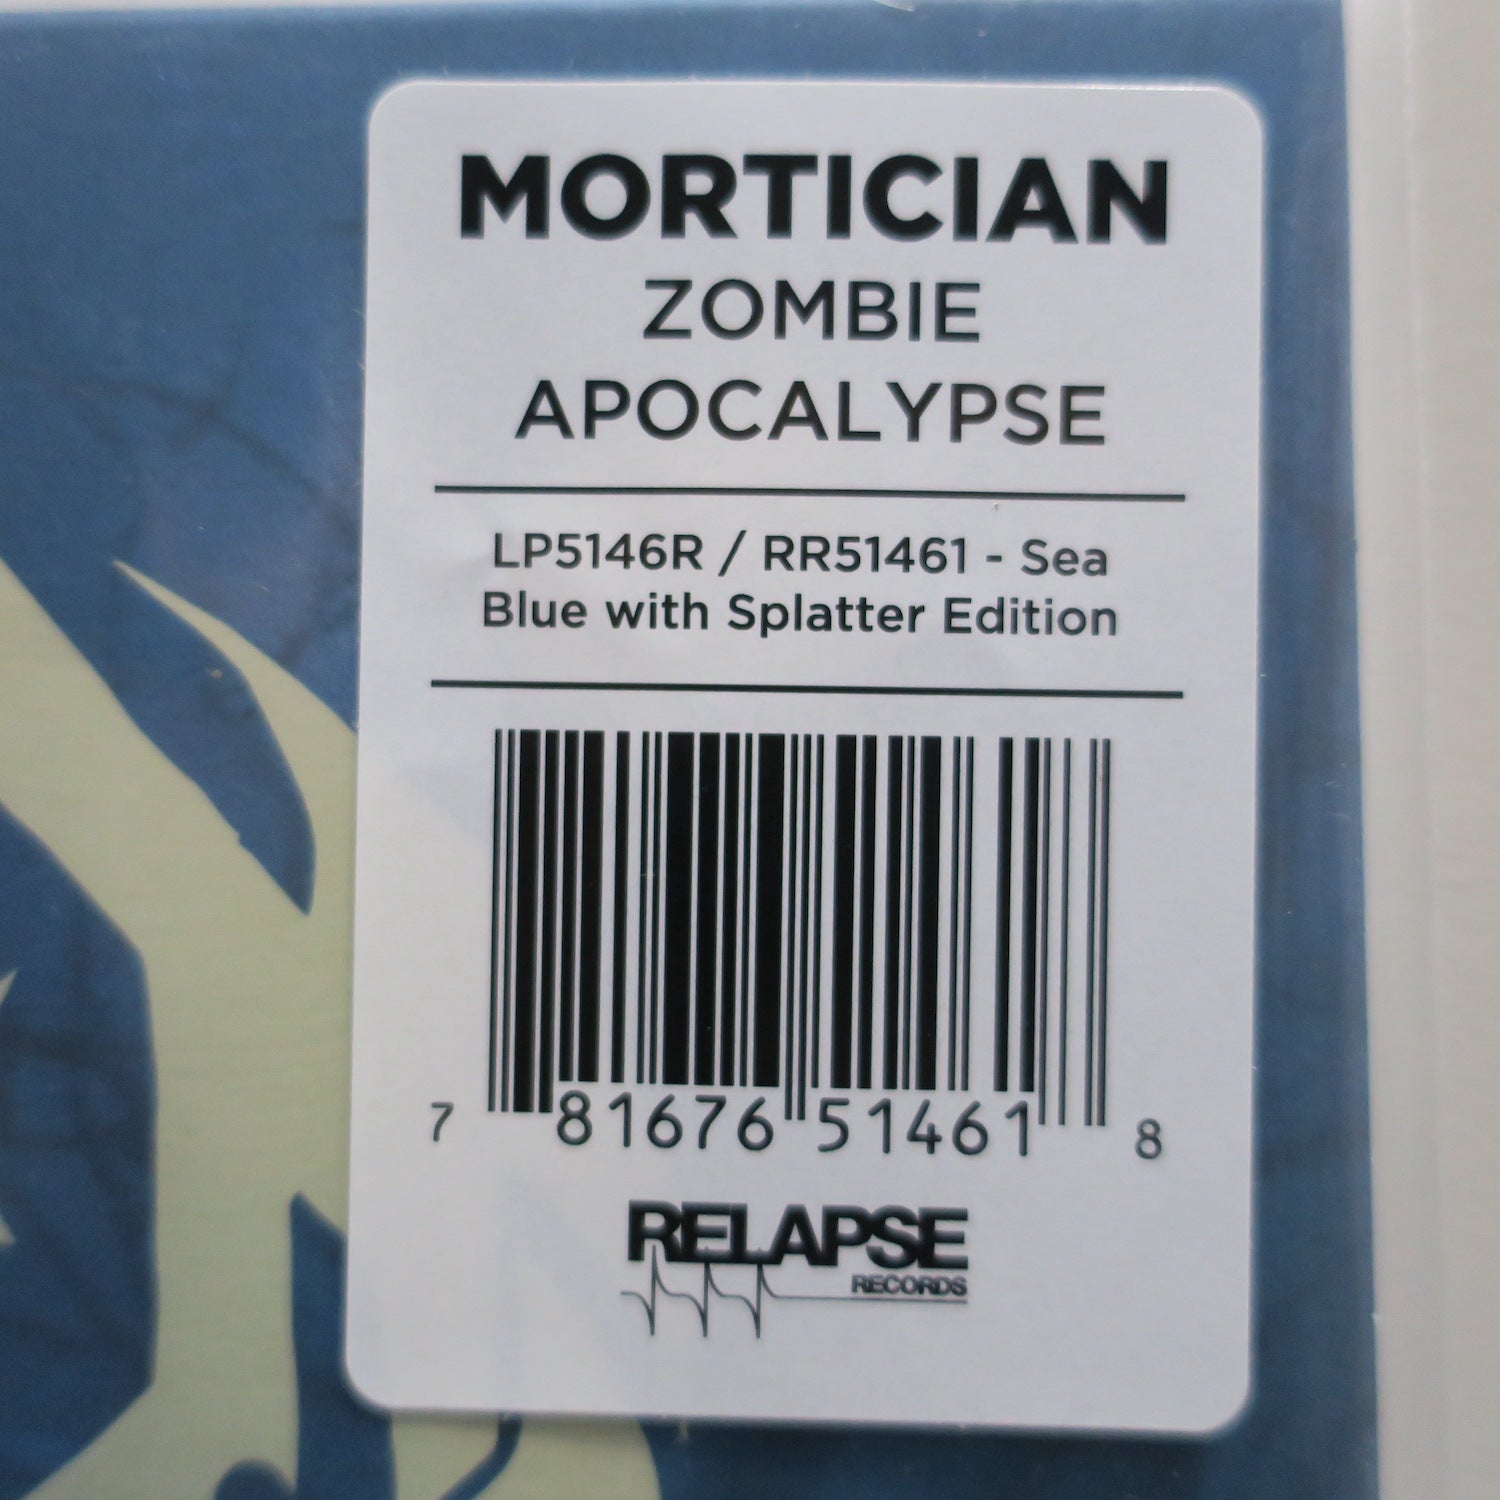 MORTICIAN
ZOMBIE
APOCALYPSE
LP5146R / RR51461 - Sea
Blue with Splatter Edition
7 81676 51461 8
RELAPSE
RECORDS